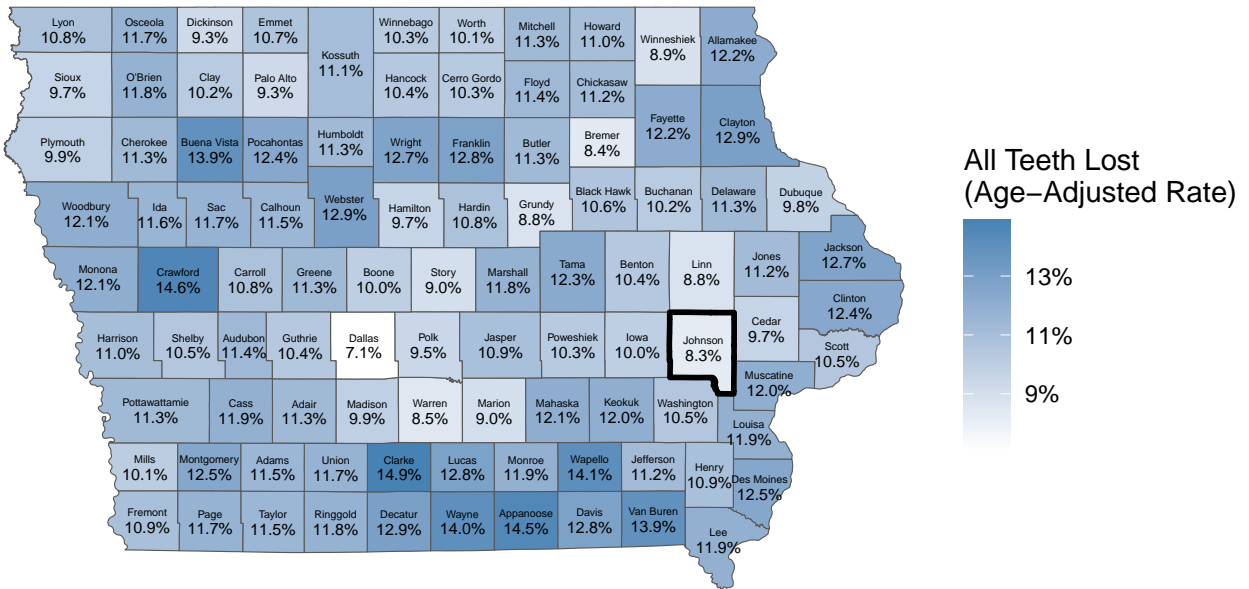 Lyon
10.8%
Osceola
11.7%
Dickinson
9.3%
Emmet
10.7%
Kossuth
11.1%
Winnebago
10.3%
Worth
10.1%
Mitchell
11.3%
Howard
11.0%
Winneshiek
8.9%
Allamakee
12.2%
Sioux
9.7%
O'Brien
11.8%
Clay
10.2%
Palo Alto
9.3%
Hancock
10.4%
Cerro Gordo
10.3%
Floyd
11.4%
Chickasaw
11.2%
Fayette
12.2%
Clayton
12.9%
Plymouth
9.9%
Cherokee
11.3%
Buena Vista
13.9%
Pocahontas
12.4%
Humboldt
11.3%
Wright
12.7%
Franklin
12.8%
Butler
11.3%
Bremer
8.4%
Woodbury
12.1%
Ida
11.6%
Sac
11.7%
Calhoun
11.5%
Webster
12.9%
Hamilton
9.7%
Hardin
10.8%
Grundy
8.8%
Black Hawk
10.6%
Buchanan
10.2%
Delaware
11.3%
Dubuque
9.8%
Monona
12.1%
Crawford
14.6%
Carroll
10.8%
Greene
11.3%
Boone
10.0%
Story
9.0%
Marshall
11.8%
Tama
12.3%
Benton
10.4%
Linn
8.8%
Jones
11.2%
Jackson
12.7%
Clinton
12.4%
Harrison
11.0%
Shelby
10.5%
Audubon
11.4%
Guthrie
10.4%
Dallas
7.1%
Polk
9.5%
Jasper
10.9%
Poweshiek
10.3%
Iowa
10.0%
Johnson
8.3%
Cedar
9.7%
Scott
10.5%
Muscatine
12.0%
Pottawattamie
11.3%
Cass
11.9%
Adair
11.3%
Madison
9.9%
Warren
8.5%
Marion
9.0%
Mahaska
12.1%
Keokuk
12.0%
Washington
10.5%
Louisa
11.9%
Mills
10.1%
Montgomery
12.5%
Adams
11.5%
Union
11.7%
Clarke
14.9%
Lucas
12.8%
Monroe
11.9%
Wapello
14.1%
Jefferson
11.2%
Henry
10.9%
Des Moines
12.5%
Fremont
10.9%
Page
11.7%
Taylor
11.5%
Ringgold
11.8%
Decatur
12.9%
Wayne
14.0%
Appanoose
14.5%
Davis
12.8%
Van Buren
13.9%
Lee
11.9%
All Teeth Lost
(Age−Adjusted Rate)
13%
11%
9%